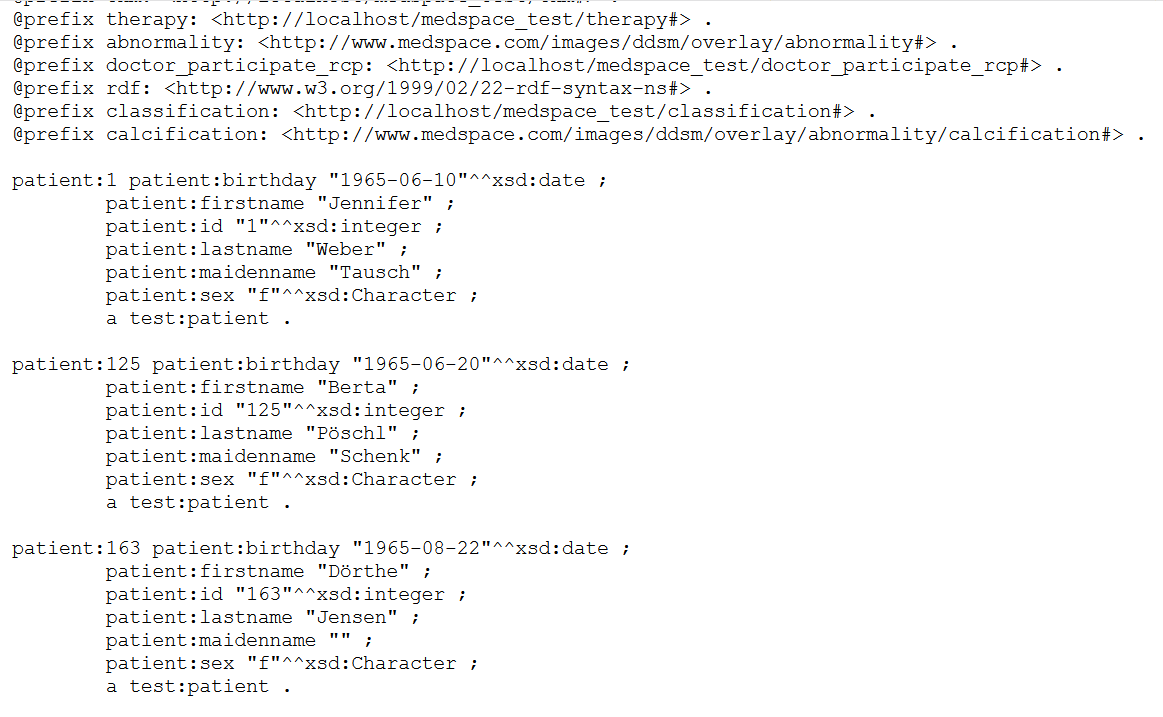 @prefix therapy: <http://localhost/medspace_test/therapy#> .
@prefix abnormality: <http://www.medspace.com/images/ddsm/overlay/abnormality#> .
@prefix doctor_participate_rcp: <http://localhost/medspace_test/doctor_participate_rcp#> .
@prefix rdf: <http://www.w3.org/1999/02/22-rdf-syntax-ns#> .
@prefix classification: <http://localhost/medspace_test/classification#> .
@prefix calcification: <http://www.medspace.com/images/ddsm/overlay/abnormality/calcification#> .

patient:1 patient:birthday "1965-06-10"^^xsd:date ;
        patient:firstname "Jennifer" ;
        patient:id "1"^^xsd:integer ;
        patient:lastname "Weber" ;
        patient:maidenname "Tausch" ;
        patient:sex "f"^^xsd:Character ;
        a test:patient .

patient:125 patient:birthday "1965-06-20"^^xsd:date ;
        patient:firstname "Berta" ;
        patient:id "125"^^xsd:integer ;
        patient:lastname "Pöschl" ;
        patient:maidenname "Schenk" ;
        patient:sex "f"^^xsd:Character ;
        a test:patient .

patient:163 patient:birthday "1965-08-22"^^xsd:date ;
        patient:firstname "Dörthe" ;
        patient:id "163"^^xsd:integer ;
        patient:lastname "Jensen" ;
        patient:maidenname "" ;
        patient:sex "f"^^xsd:Character ;
        a test:patient .